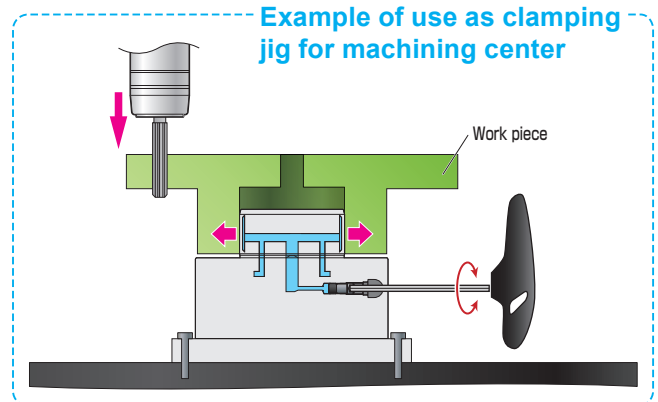 Example of use as clamping
jig for machining center
Work piece